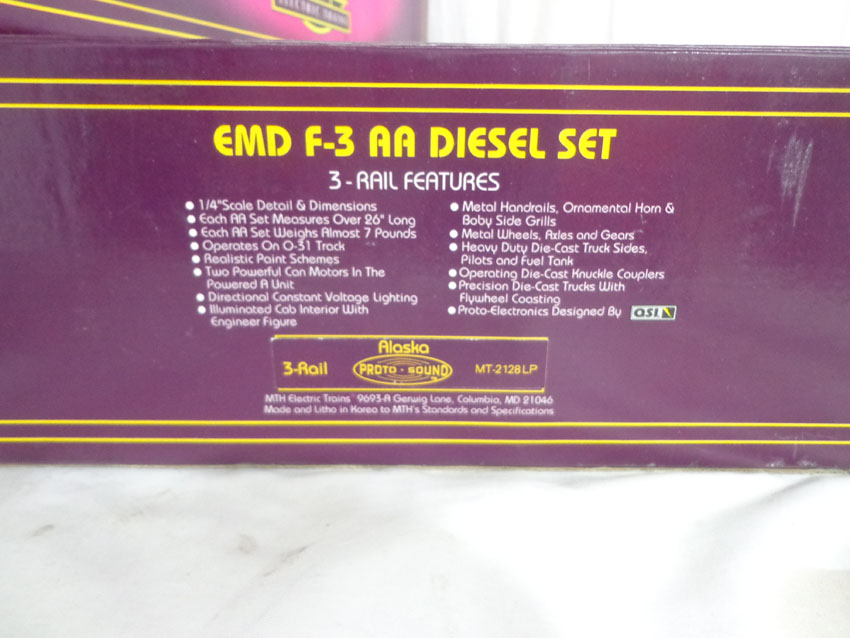 ELECTRIC TRAINS
EMD F-3 AA DIESEL SET
3-RAIL FEATURES
● 1/4"Scale Detail & Dimensions
● Each AA Set Measures Over 26" Long
● Each AA Set Weighs Almost 7 Pounds
● Operates On O-31 Track
● Realistic Paint Schemes
● Two Powerful Can Motors In The
Powered A Unit
● Directional Constant Voltage Lighting
● Illuminated Cab Interior With
Engineer Figure
● Metal Handrails, Ornamental Horn &
Baby Side Grills
● Metal Wheels, Axles and Gears
● Heavy Duty Die-Cast Truck Sides,
Pilots and Fuel Tank
● Operating Die-Cast Knuckle Couplers
● Precision Die-Cast Trucks With
Flywheel Coasting
● Proto-Electronics Designed By QSI
Alaska
3-Rail PROTO-SOUND MT-2128LP
MTH Electric Trains 9693-A Gerwig Lane, Columbia, MD 21046
Made and Litho in Korea to MTH's Standards and Specifications